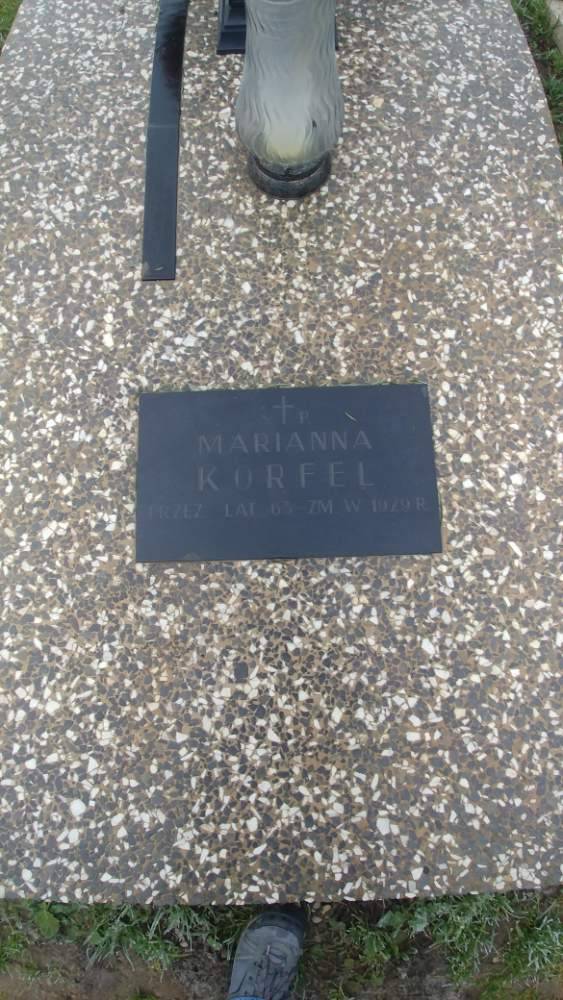 Ś P
MARIANNA
KORFEL
PRZEŻ. LAT 63 - ZM W 1929 R.